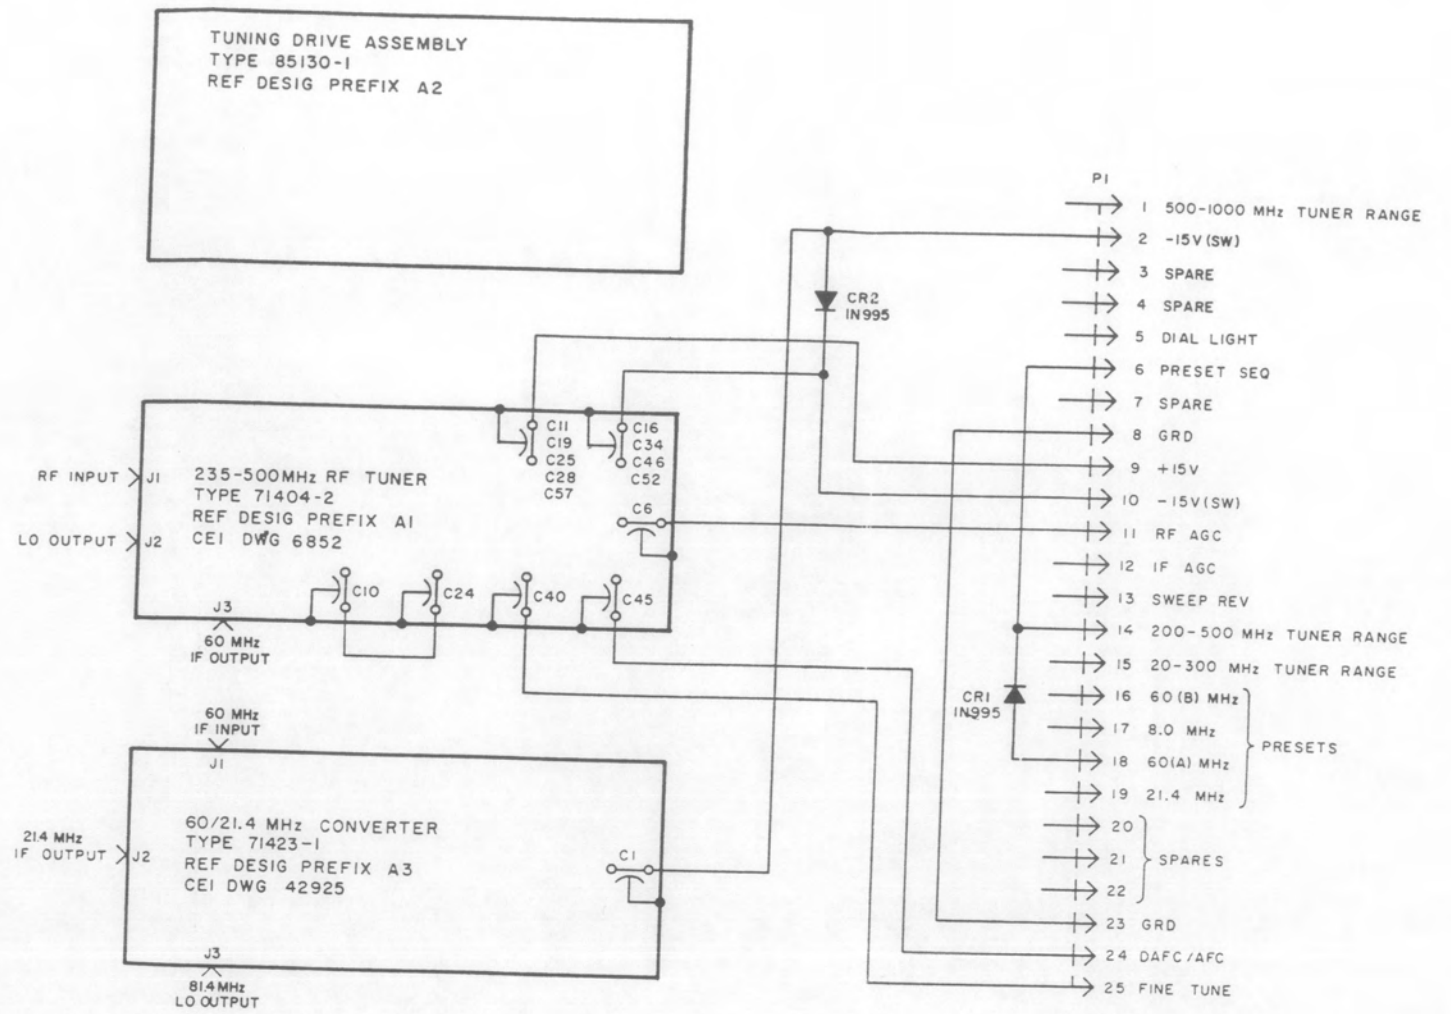 TUNING DRIVE ASSEMBLY
TYPE 85130-1
REF DESIG PREFIX A2
P1
1 500-1000 MHz TUNER RANGE
2 -15V(SW)
3 SPARE
4 SPARE
5 DIAL LIGHT
6 PRESET SEQ
7 SPARE
8 GRD
9 +15V
10 -15V(SW)
11 RF AGC
12 IF AGC
13 SWEEP REV
14 200-500 MHz TUNER RANGE
15 20-300 MHz TUNER RANGE
16 60(B) MHz
17 8.0 MHz
18 60(A) MHz
19 21.4 MHz
PRESETS
20
21
22
SPARES
23 GRD
24 DAFC/AFC
25 FINE TUNE
CR2
IN995
CR1
IN995
C11
C19
C25
C28
C57
C16
C34
C46
C52
C6
RF INPUT
J1
LO OUTPUT
J2
235-500MHz RF TUNER
TYPE 71404-2
REF DESIG PREFIX A1
CEI DWG 6852
C10
C24
C40
C45
J3
60 MHz
IF OUTPUT
60 MHz
IF INPUT
J1
60/21.4 MHz CONVERTER
TYPE 71423-1
REF DESIG PREFIX A3
CEI DWG 42925
21.4 MHz
IF OUTPUT
J2
C1
J3
81.4MHz
LO OUTPUT